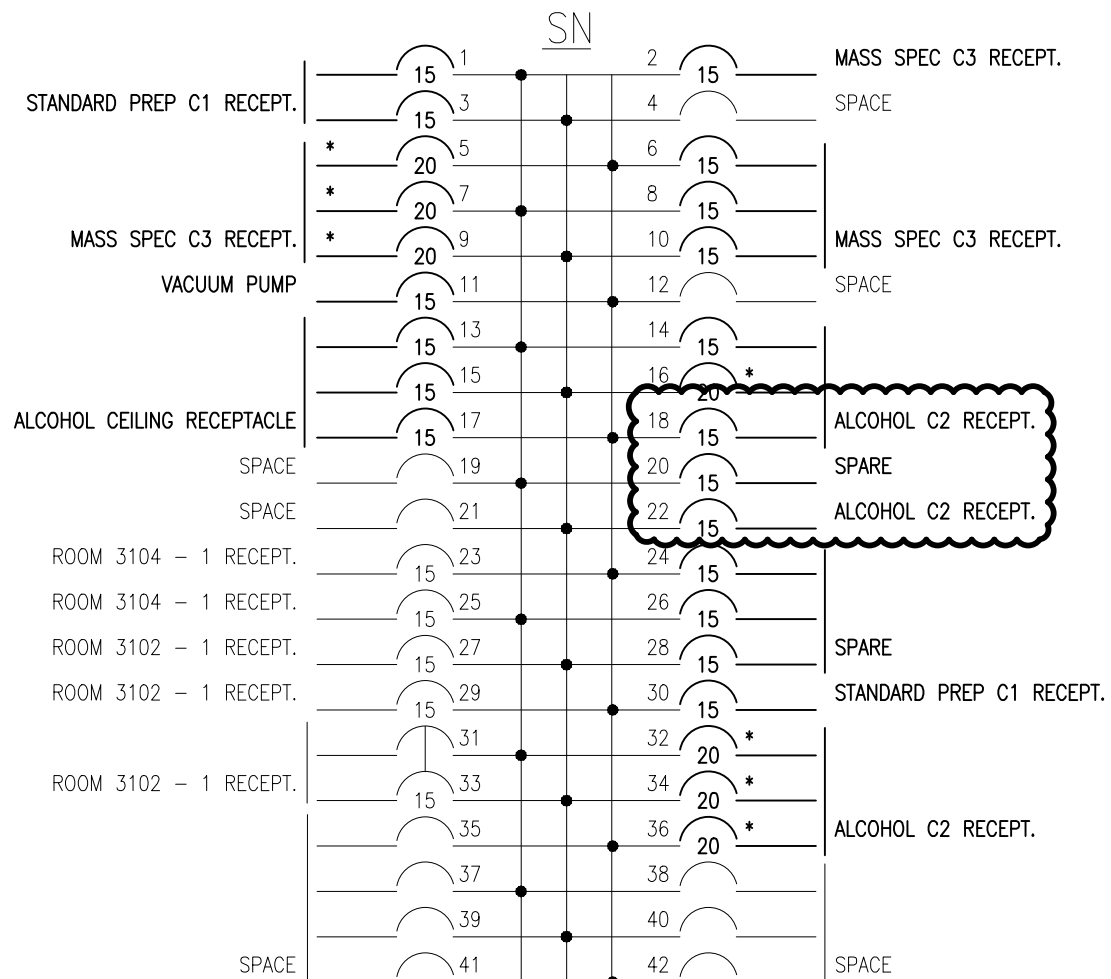 SN
1 2 MASS SPEC C3 RECEPT.
15 15
STANDARD PREP C1 RECEPT. 3 4 SPACE
15
* 5 6
20 15
* 7 8
20 15
MASS SPEC C3 RECEPT. * 9 10 MASS SPEC C3 RECEPT.
20 15
VACUUM PUMP 11 12 SPACE
15
13 14
15 15
15 16 *
15 20
ALCOHOL CEILING RECEPTACLE 17 18 ALCOHOL C2 RECEPT.
15 15
SPACE 19 20 SPARE
15
SPACE 21 22 ALCOHOL C2 RECEPT.
15
ROOM 3104 - 1 RECEPT. 23 24
15 15
ROOM 3104 - 1 RECEPT. 25 26
15 15
ROOM 3102 - 1 RECEPT. 27 28 SPARE
15 15
ROOM 3102 - 1 RECEPT. 29 30 STANDARD PREP C1 RECEPT.
15 15
31 32 *
20
ROOM 3102 - 1 RECEPT. 33 34 *
15 20
35 36 * ALCOHOL C2 RECEPT.
20
37 38
39 40
SPACE 41 42 SPACE